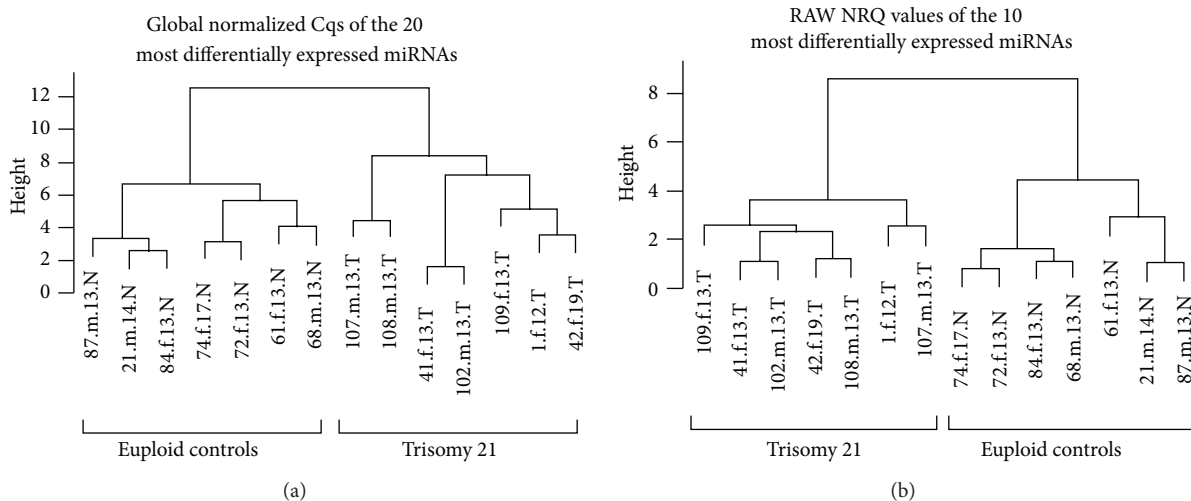 Global normalized Cqs of the 20
most differentially expressed miRNAs
Height
12
10
8
6
4
2
0
87.m.13.N
21.m.14.N
84.f.13.N
74.f.17.N
72.f.13.N
61.f.13.N
68.m.13.N
107.m.13.T
108.m.13.T
41.f.13.T
102.m.13.T
109.f.13.T
1.f.12.T
42.f.19.T
Euploid controls
Trisomy 21
(a)
RAW NRQ values of the 10
most differentially expressed miRNAs
Height
8
6
4
2
0
109.f.13.T
41.f.13.T
102.m.13.T
42.f.19.T
108.m.13.T
1.f.12.T
107.m.13.T
74.f.17.N
72.f.13.N
84.f.13.N
68.m.13.N
61.f.13.N
21.m.14.N
87.m.13.N
Trisomy 21
Euploid controls
(b)